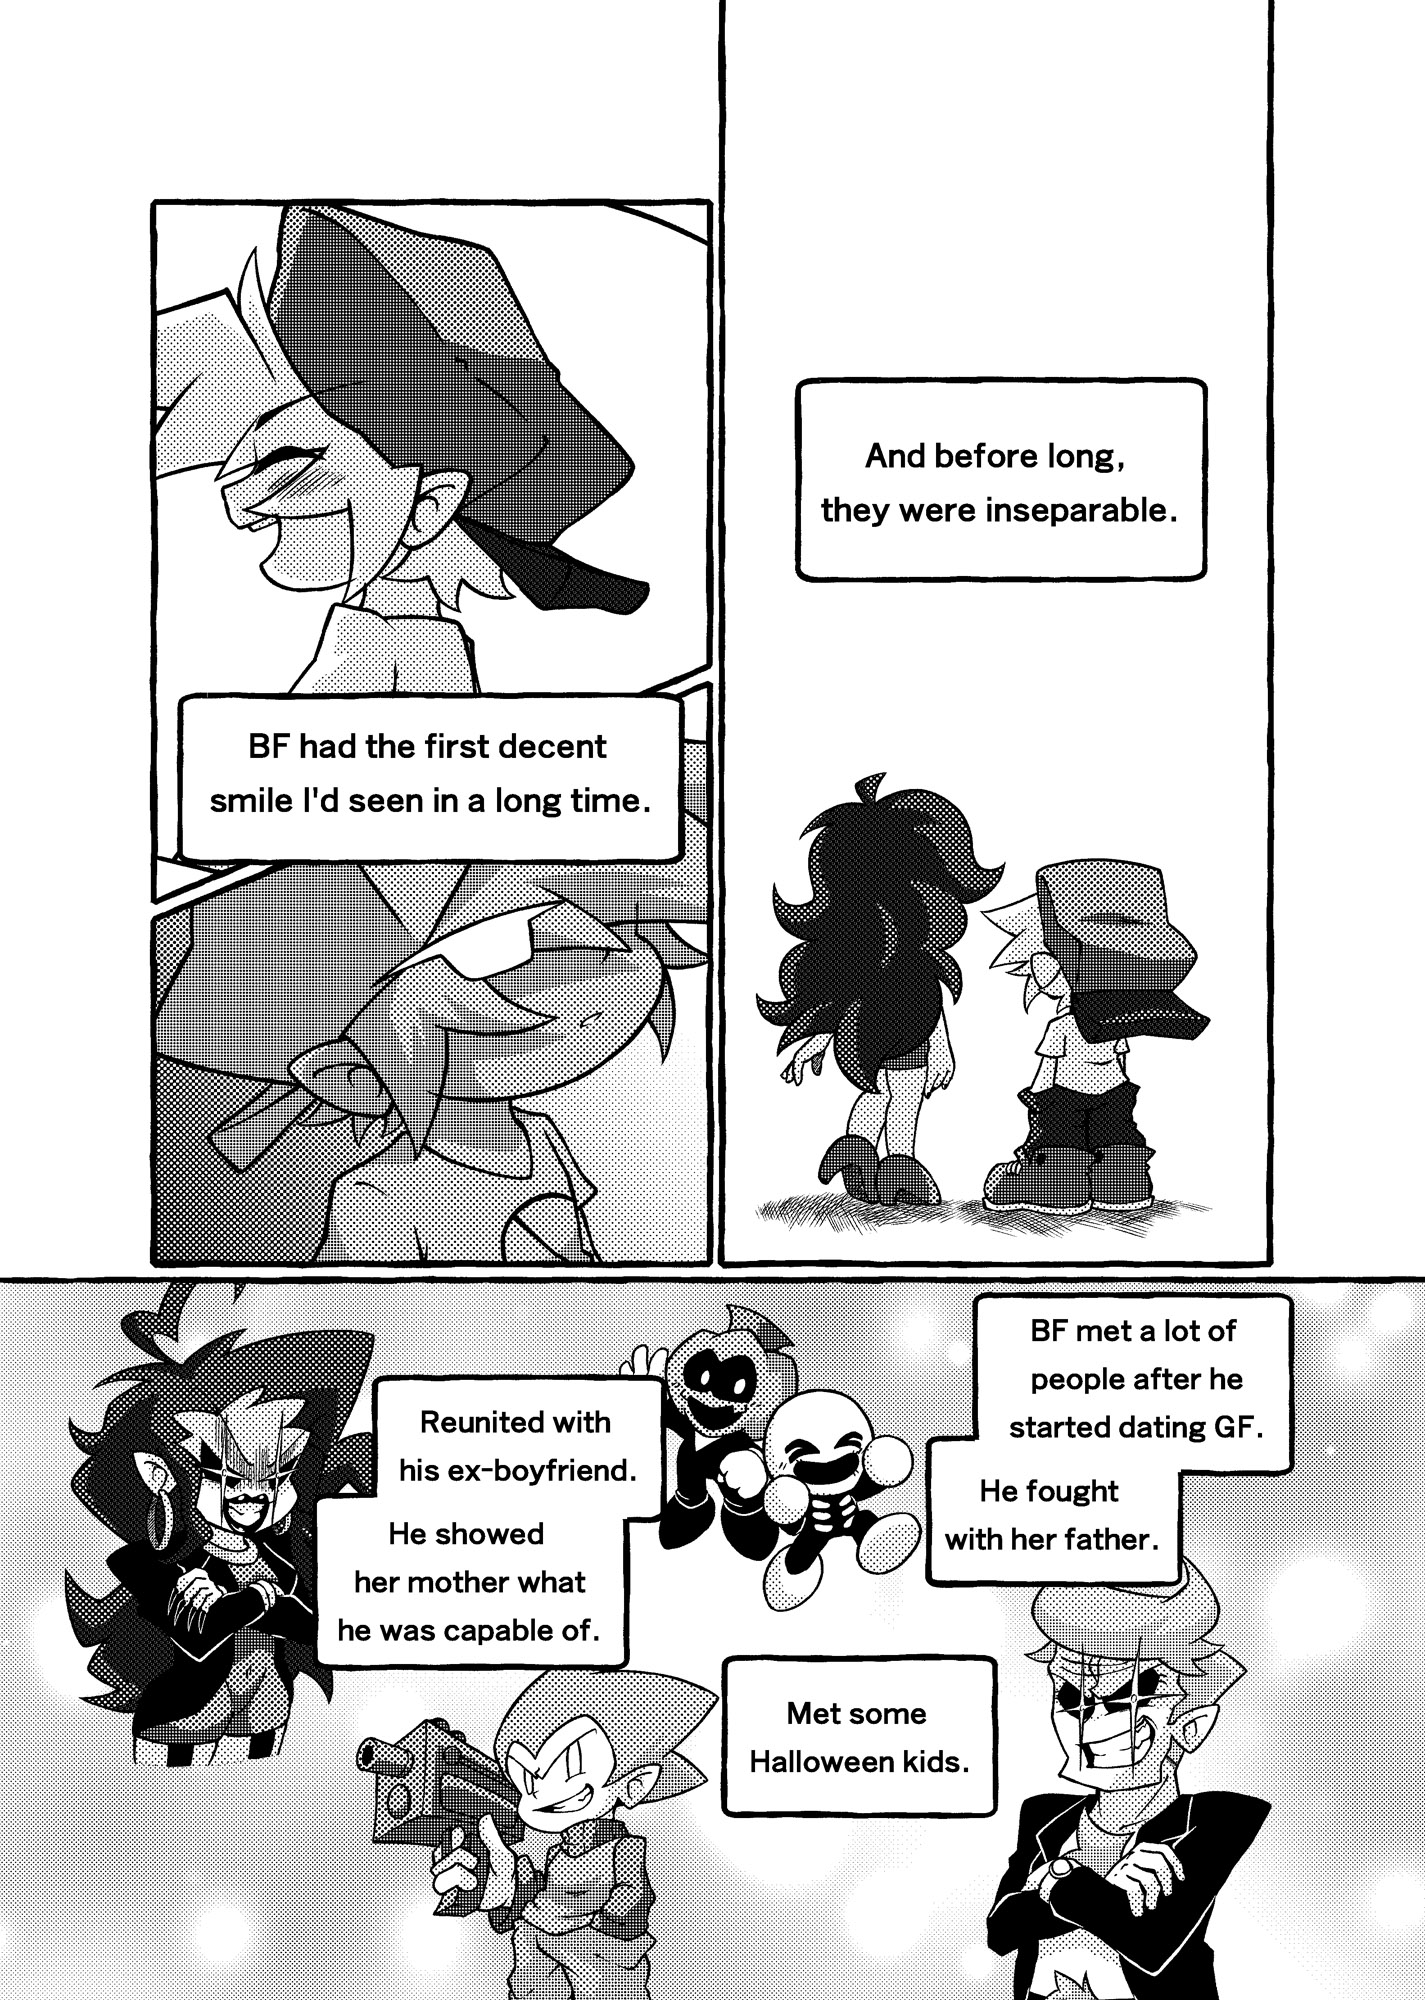 And before long,
they were inseparable.
BF had the first decent
smile I'd seen in a long time.
BF met a lot of
people after he
started dating GF.
He fought
with her father.
Met some
Halloween kids.
Reunited with
his ex-boyfriend.
He showed
her mother what
he was capable of.